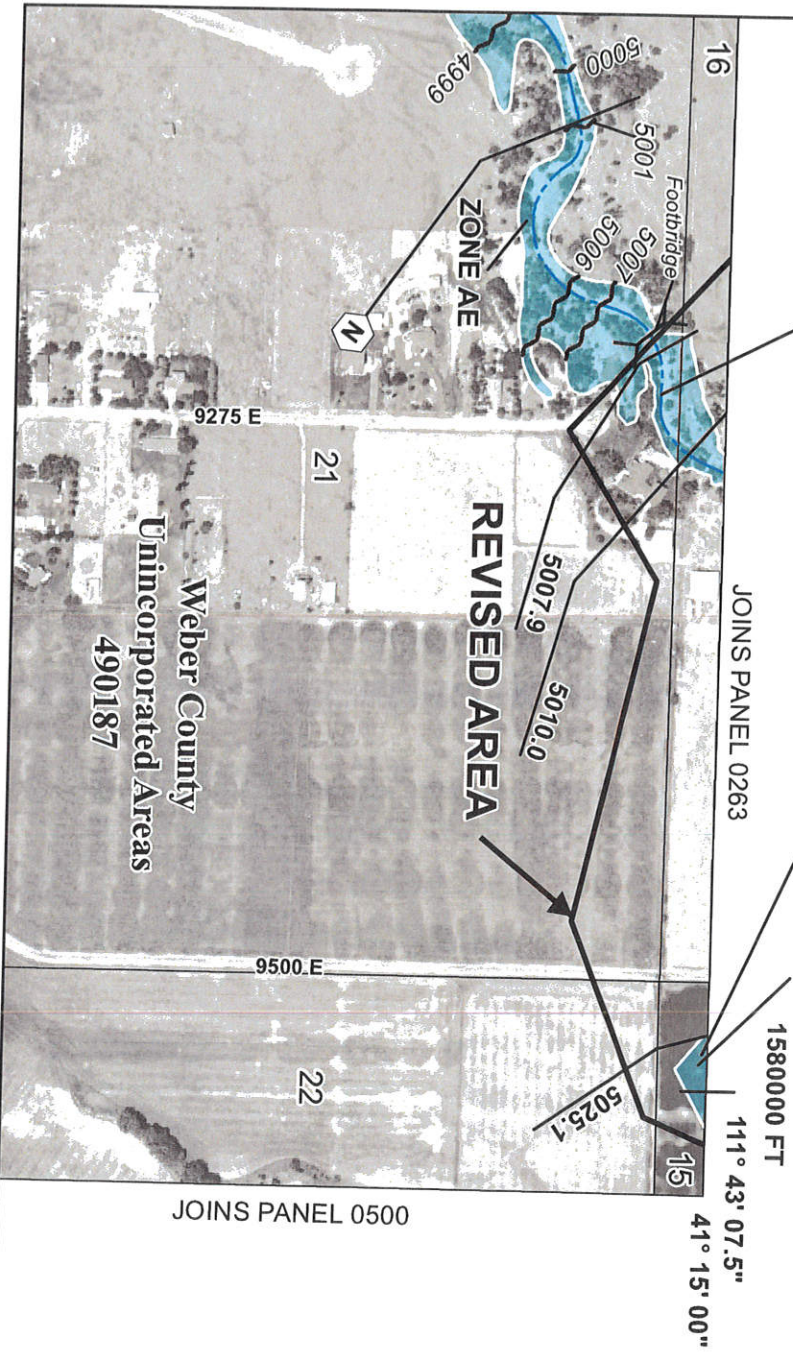 1580000 FT
111° 43' 07.5"
41° 15' 00"
JOINS PANEL 0263
16
15
4999
5000
5001
Footbridge
5007
5006
ZONE AE
N
9275 E
21
5007.9
5010.0
REVISED AREA
9500 E
5025.1
22
Weber County
Unincorporated Areas
490187
JOINS PANEL 0500